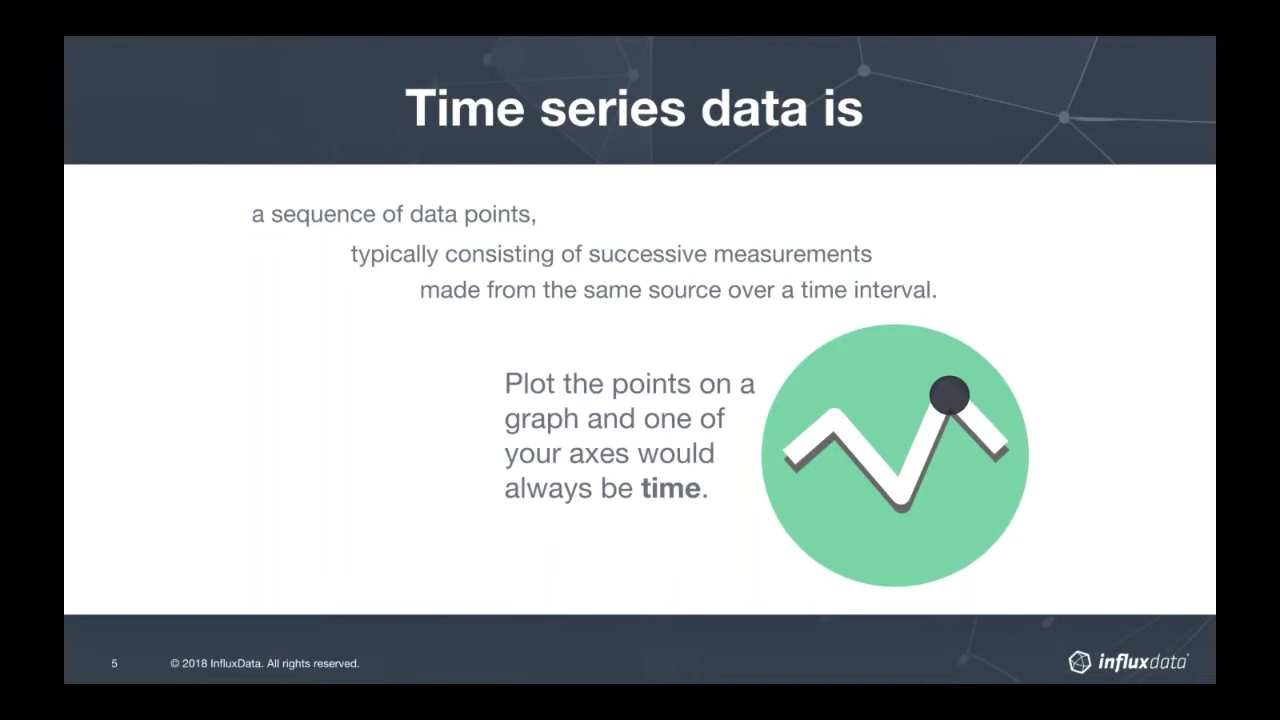 Time series data is
a sequence of data points,
typically consisting of successive measurements
made from the same source over a time interval.
Plot the points on a
graph and one of
your axes would
always be time.
5
© 2018 InfluxData. All rights reserved.
influxdata